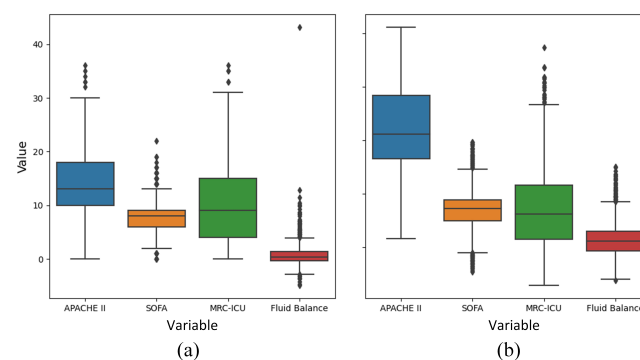 40
30
20
10
0
Value
APACHE II SOFA MRC-ICU Fluid Balance APACHE II SOFA MRC-ICU Fluid Balance
Variable Variable
(a) (b)